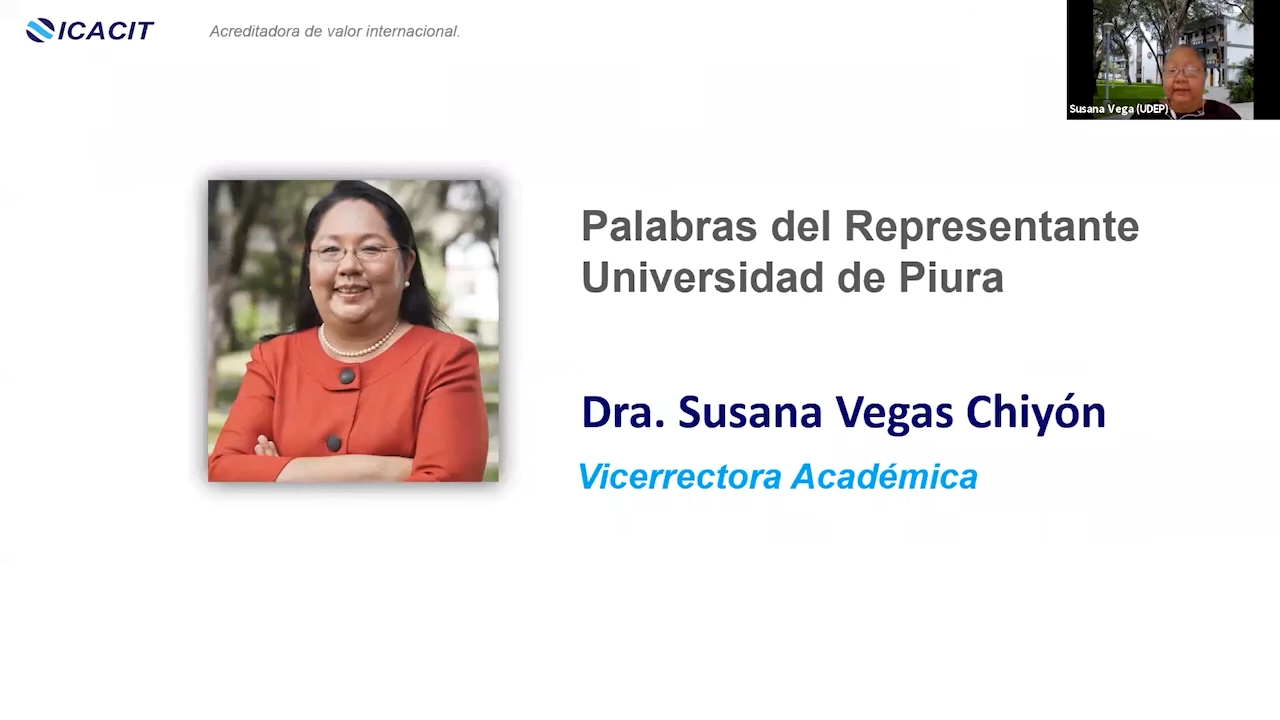 ICACIT
Acreditadora de valor internacional.
Susana Vega (UDEP)
Palabras del Representante
Universidad de Piura
Dra. Susana Vegas Chiyón
Vicerrectora Académica